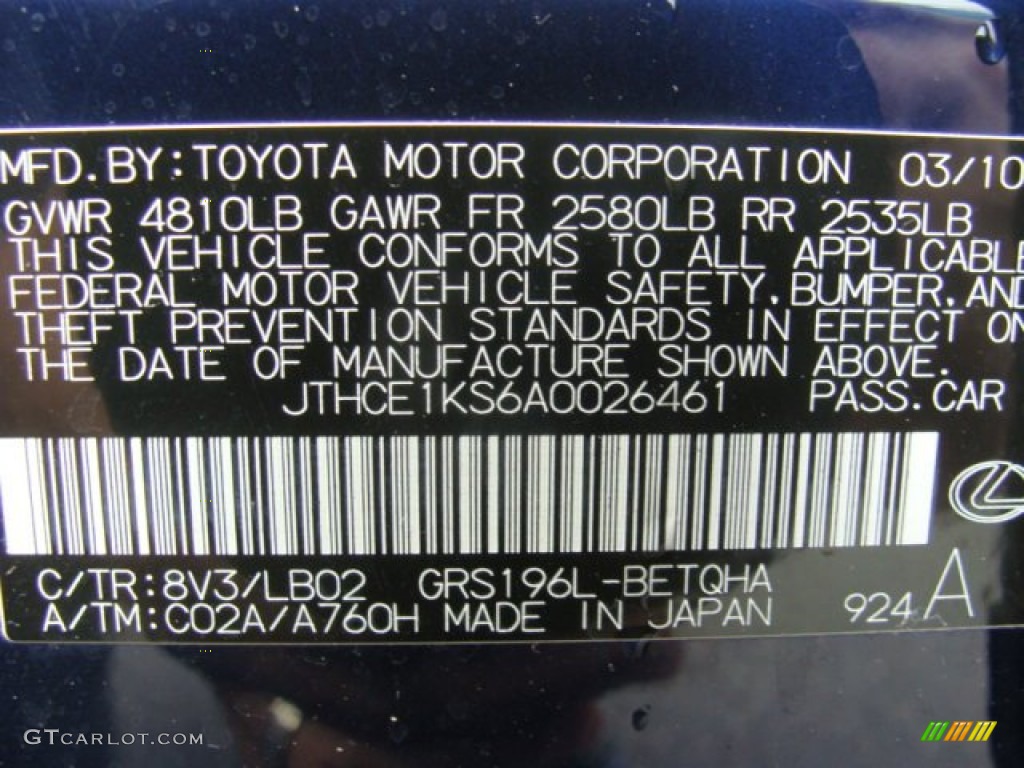 MFD.BY:TOYOTA MOTOR CORPORATION 03/10
GVWR 4810LB GAWR FR 2580LB RR 2535LB
THIS VEHICLE CONFORMS TO ALL APPLICABLE
FEDERAL MOTOR VEHICLE SAFETY,BUMPER,AND
THEFT PREVENTION STANDARDS IN EFFECT ON
THE DATE OF MANUFACTURE SHOWN ABOVE.
JTHCE1KS6A0026461 PASS.CAR
C/TR:8V3/LB02 GRS196L-BETQHA
A/TM:C02A/A760H MADE IN JAPAN 924 A
GTCARLOT.COM